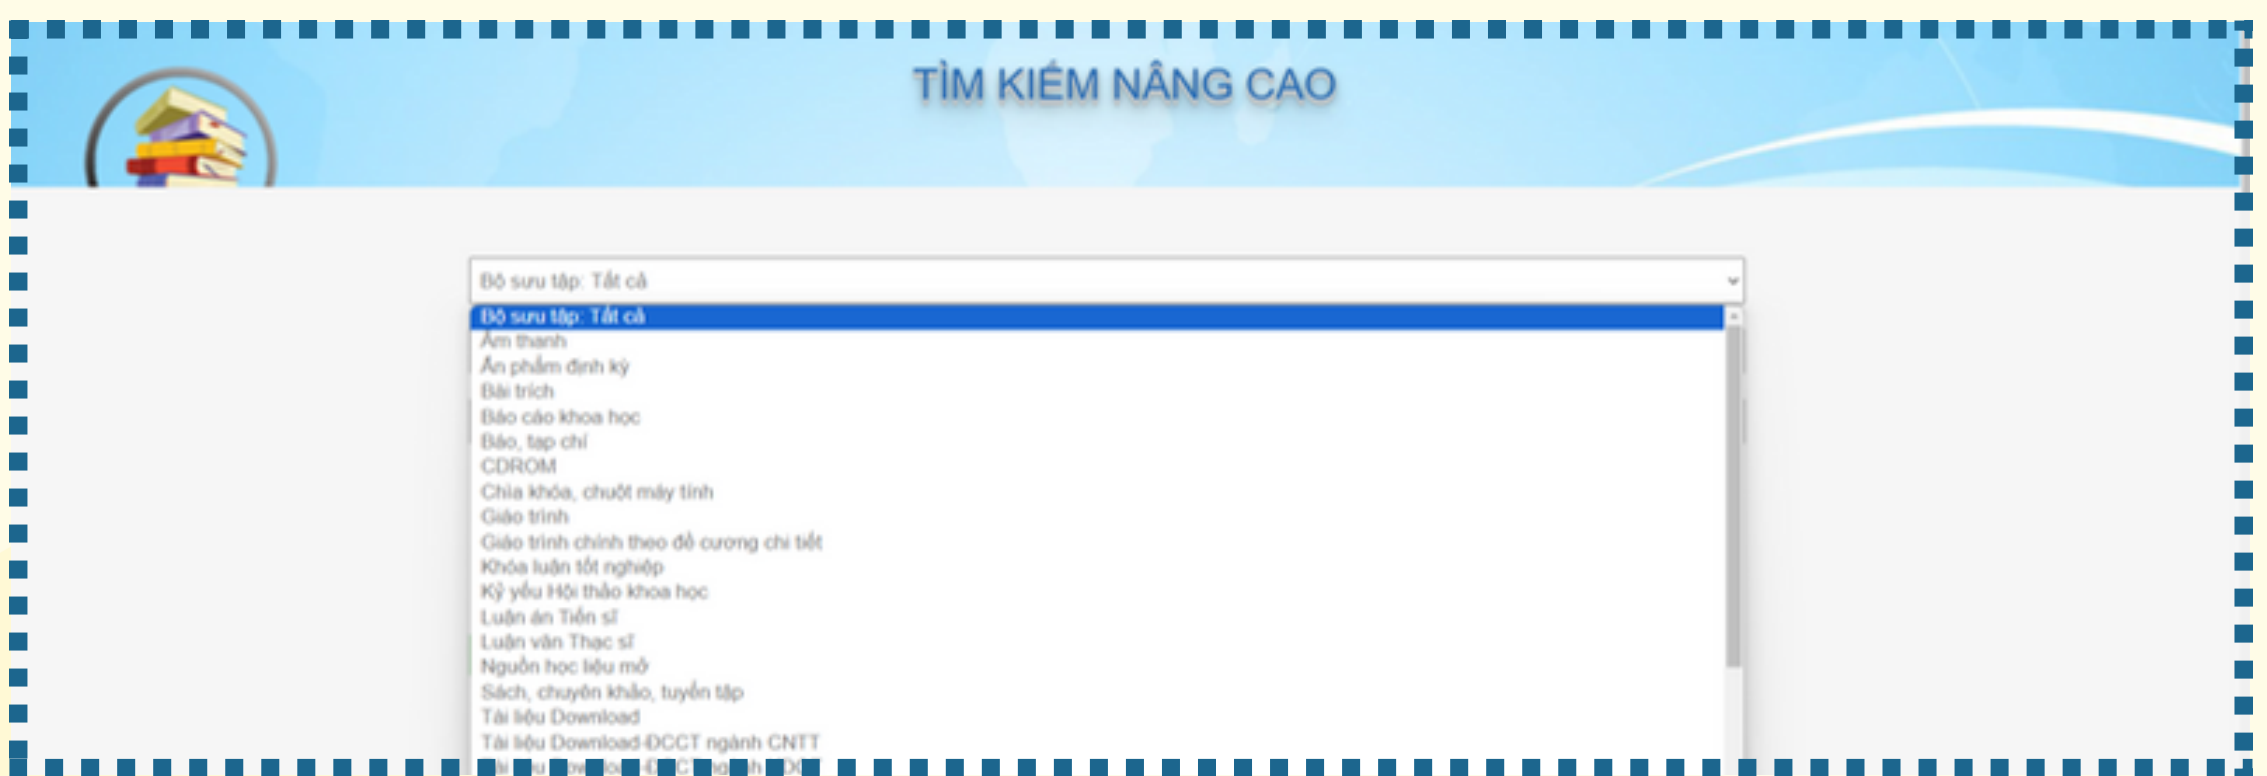 TÌM KIẾM NÂNG CAO
Bộ sưu tập: Tất cả
Bộ sưu tập: Tất cả
Âm thanh
Ấn phẩm định kỳ
Bài trích
Báo cáo khoa học
Báo, tạp chí
CDROM
Chìa khóa, chuột máy tính
Giáo trình
Giáo trình chính theo đề cương chi tiết
Khóa luận tốt nghiệp
Kỷ yếu Hội thảo khoa học
Luận án Tiến sĩ
Luận văn Thạc sĩ
Nguồn học liệu mở
Sách, chuyên khảo, tuyển tập
Tài liệu Download
Tài liệu Download-ĐCCT ngành CNTT